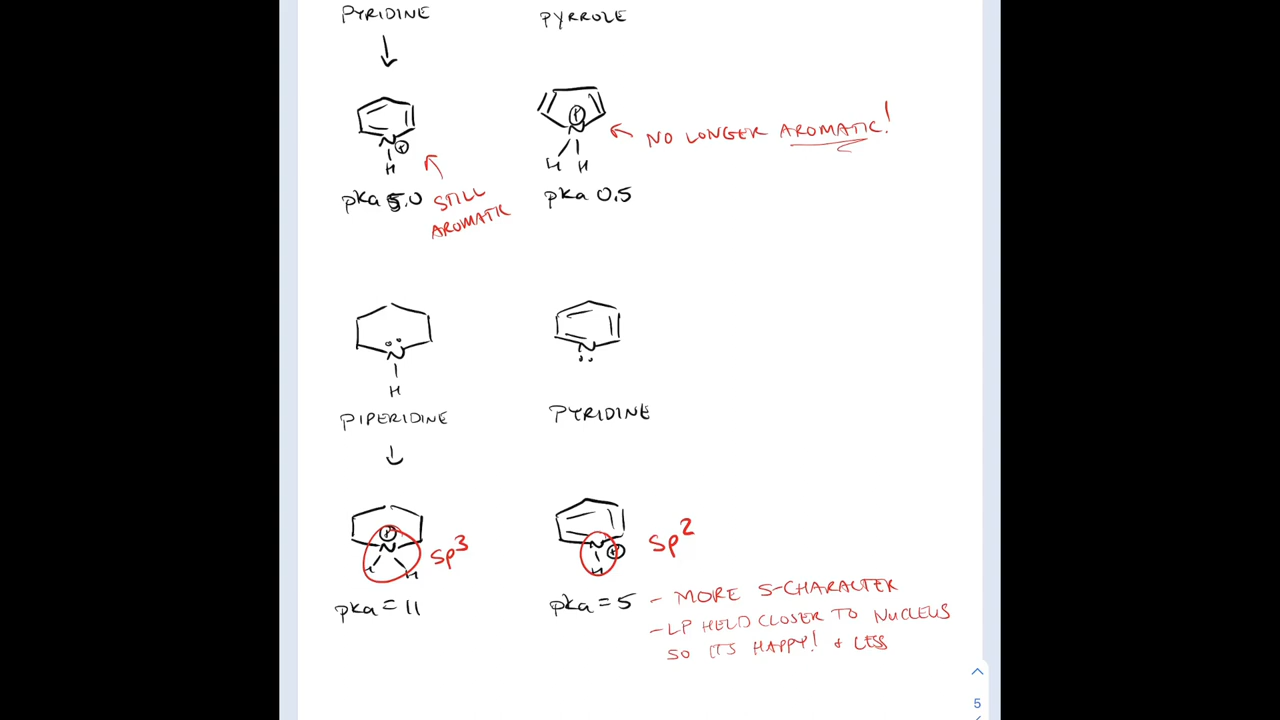 PYRIDINE PYRROLE
N
⊕
H
⊕
N
H H
NO LONGER AROMATIC!
pka 5.0
STILL
AROMATIC
pka 0.5
N
H
N
PIPERIDINE PYRIDINE
⊕
N
H H
sp3
N
⊕
H
sp2
pka = 11 pka = 5
- MORE S-CHARACTER
- LP HELD CLOSER TO NUCLEUS
SO ITS HAPPY! + LESS
5